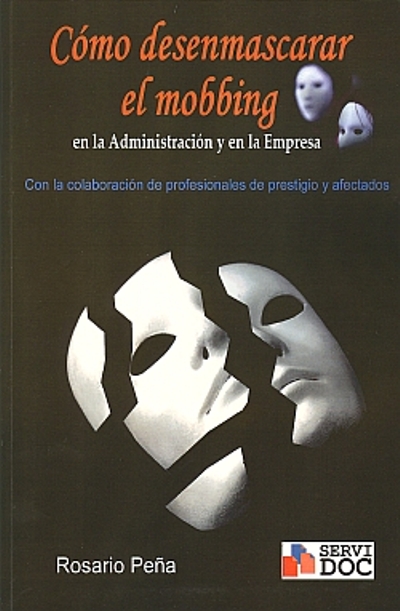 Cómo desenmascarar
el mobbing
en la Administración y en la Empresa
Con la colaboración de profesionales de prestigio y afectados
Rosario Peña
SERVI
DOC